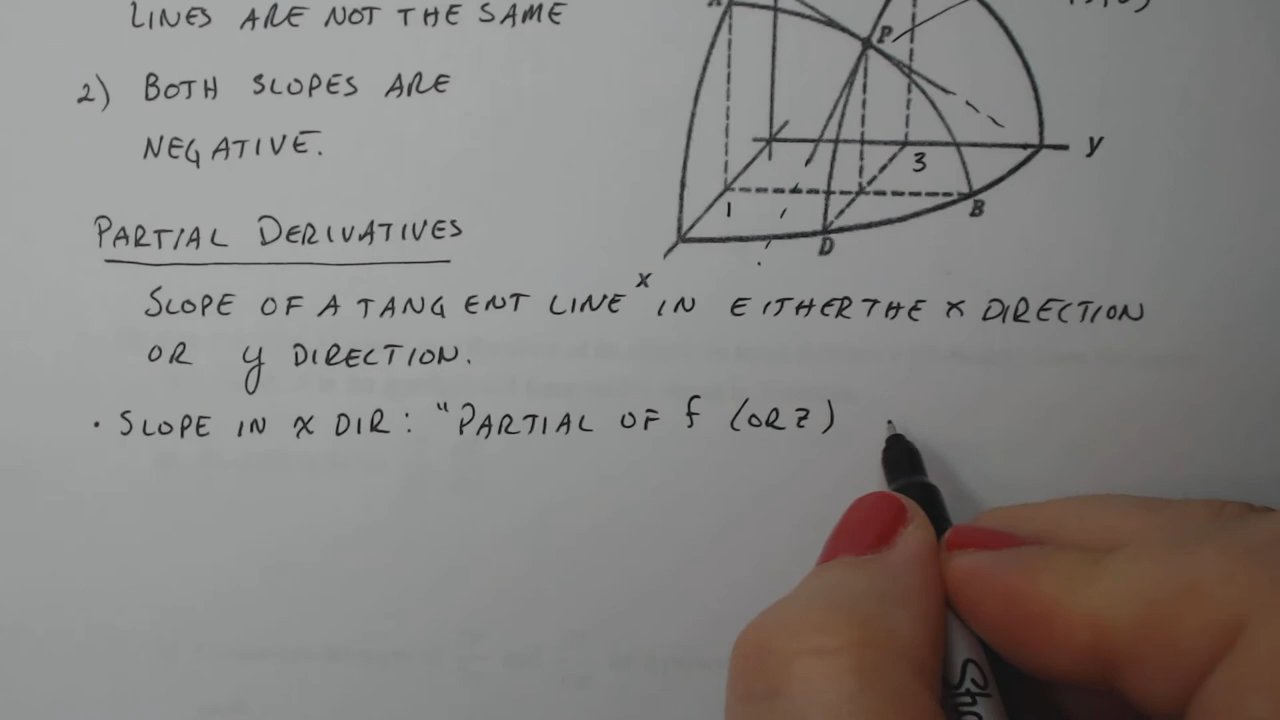 LINES ARE NOT THE SAME
2) BOTH SLOPES ARE
NEGATIVE.
P
y
3
1
B
D
x
PARTIAL DERIVATIVES
SLOPE OF A TANGENT LINE IN EITHER THE x DIRECTION
OR y DIRECTION.
· SLOPE IN x DIR: "PARTIAL OF f (OR z)
Sha